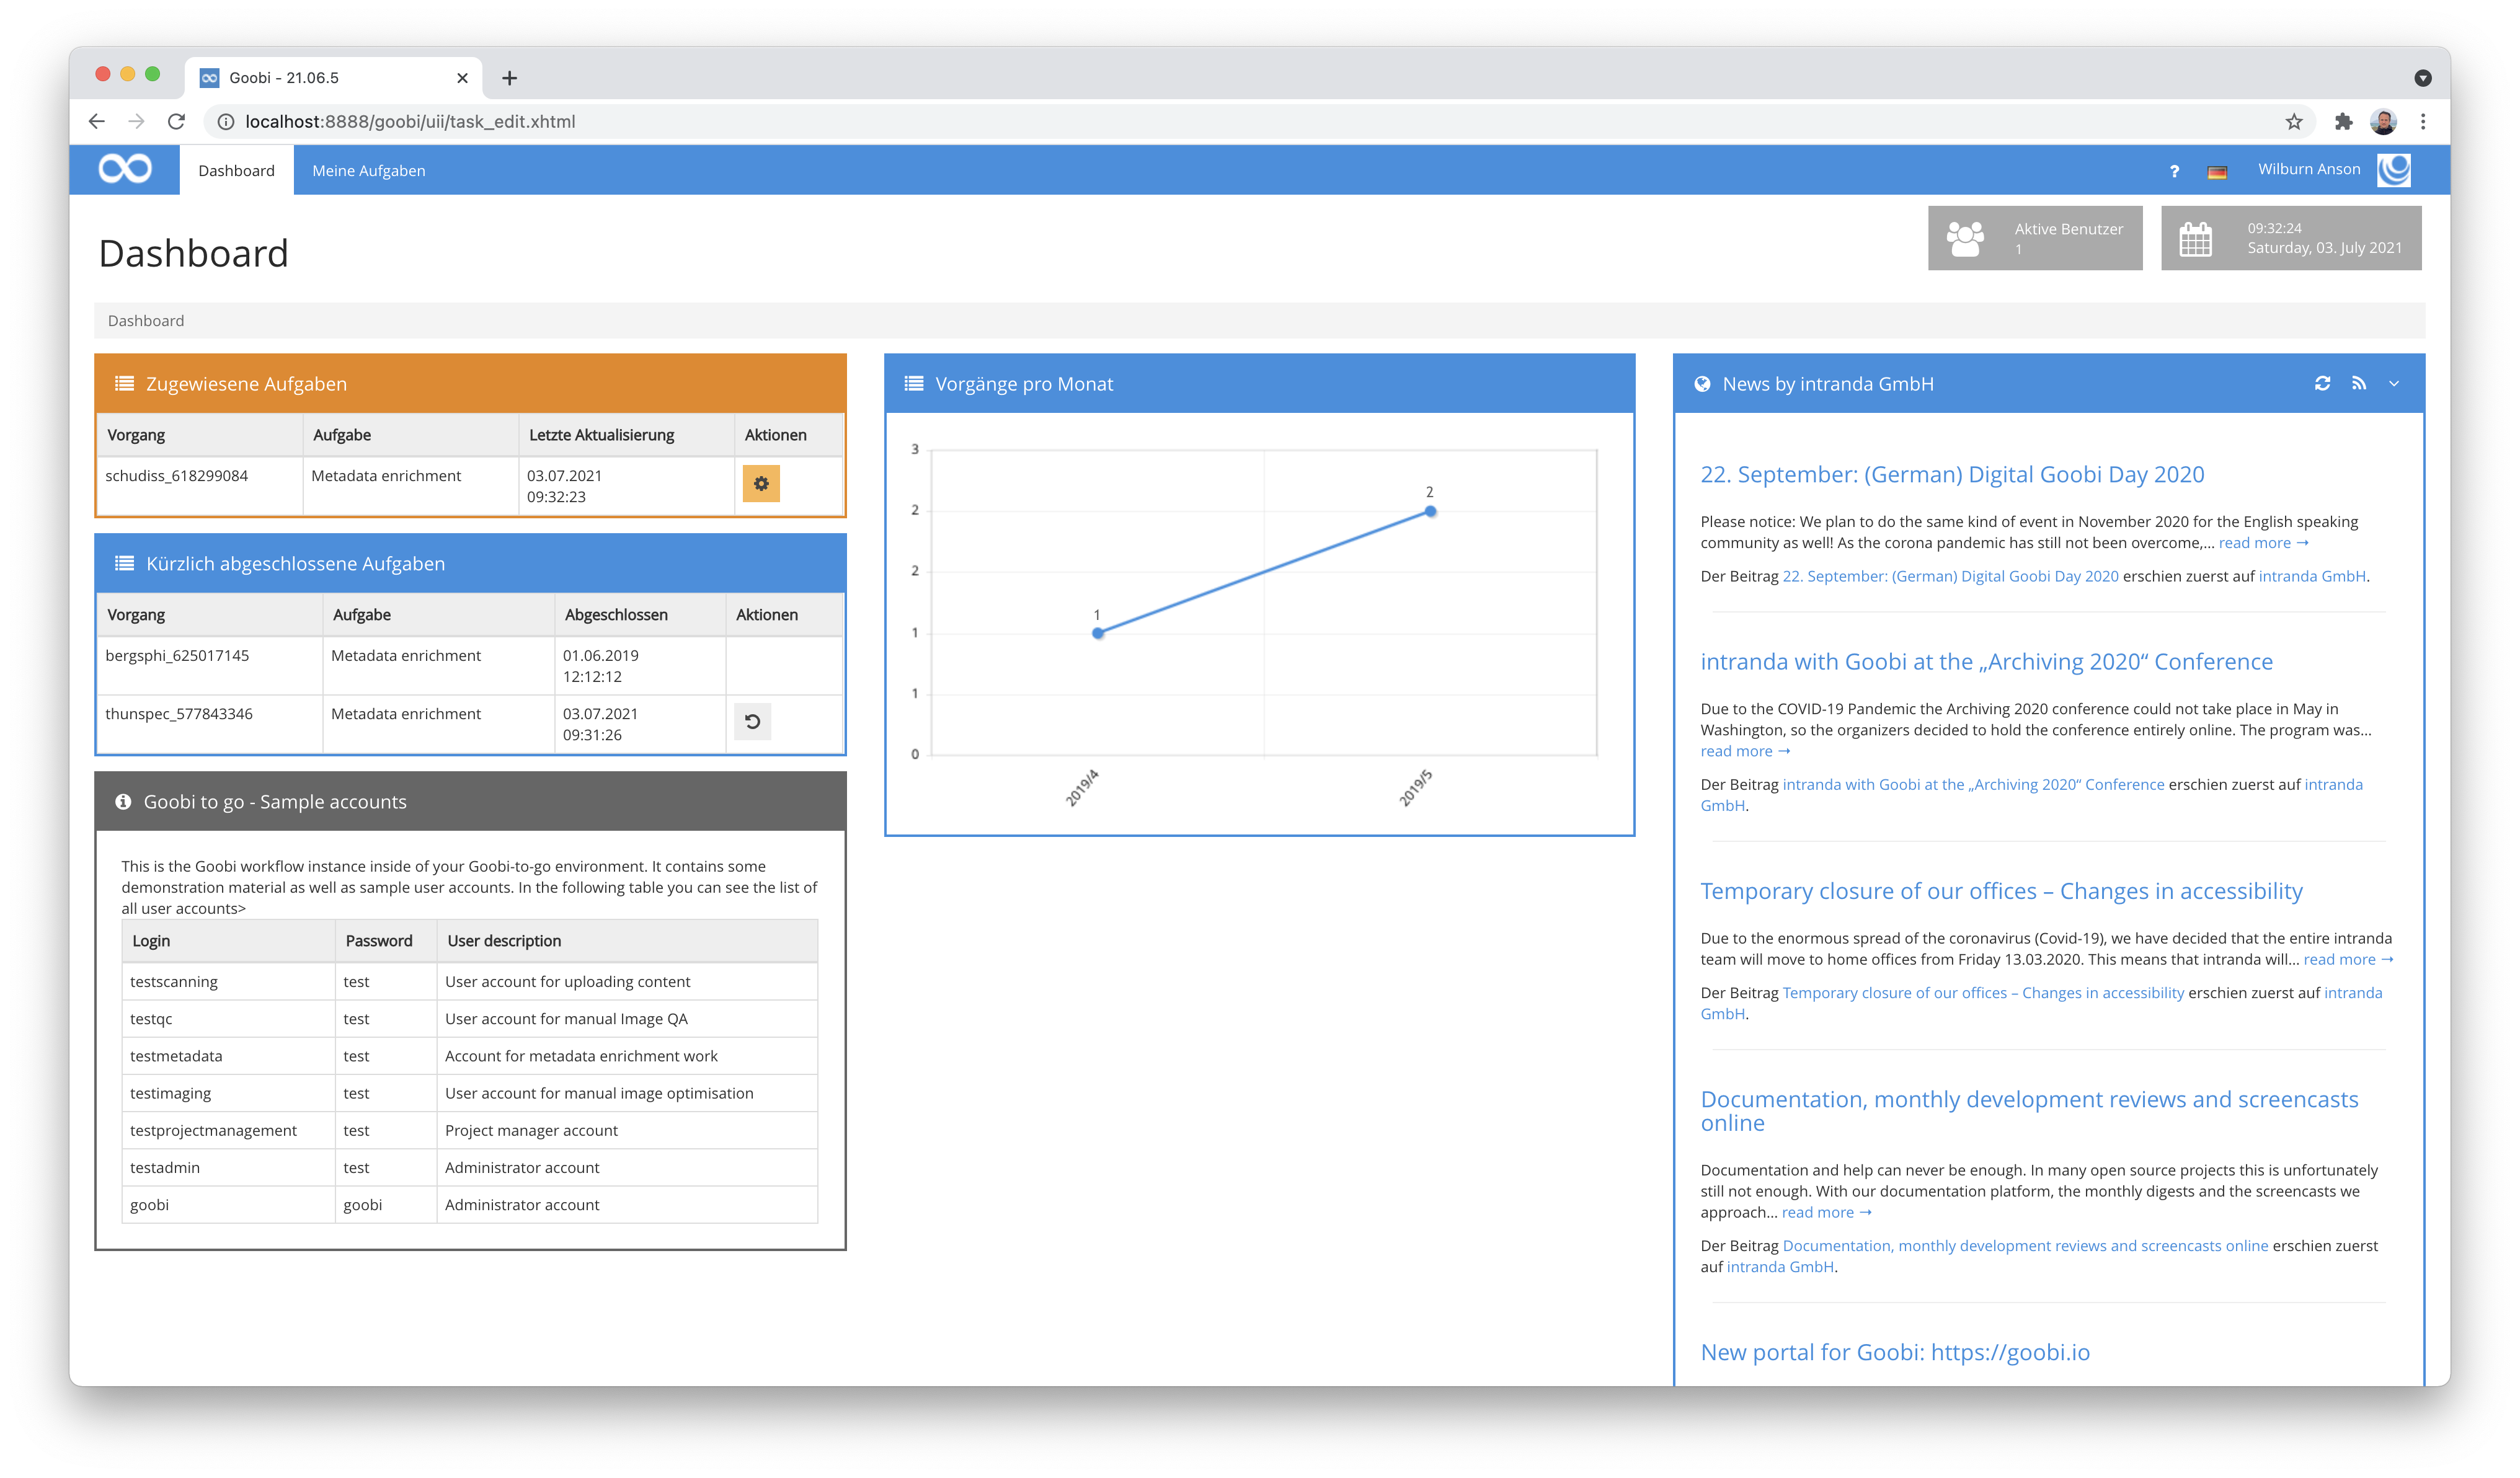 Goobi - 21.06.5
localhost:8888/goobi/uii/task_edit.xhtml
Dashboard
Meine Aufgaben
?
Wilburn Anson
Dashboard
Aktive Benutzer
1
09:32:24
Saturday, 03. July 2021
Dashboard
Zugewiesene Aufgaben
Vorgang Aufgabe Letzte Aktualisierung Aktionen
schudiss_618299084 Metadata enrichment 03.07.2021
09:32:23
Kürzlich abgeschlossene Aufgaben
Vorgang Aufgabe Abgeschlossen Aktionen
bergsphi_625017145 Metadata enrichment 01.06.2019
12:12:12
thunspec_577843346 Metadata enrichment 03.07.2021
09:31:26
Goobi to go - Sample accounts
This is the Goobi workflow instance inside of your Goobi-to-go environment. It contains some
demonstration material as well as sample user accounts. In the following table you can see the list of
all user accounts>
Login Password User description
testscanning test User account for uploading content
testqc test User account for manual Image QA
testmetadata test Account for metadata enrichment work
testimaging test User account for manual image optimisation
testprojectmanagement test Project manager account
testadmin test Administrator account
goobi goobi Administrator account
Vorgänge pro Monat
3
2
2
1
1
0
1
2
2019/4
2019/5
News by intranda GmbH
22. September: (German) Digital Goobi Day 2020
Please notice: We plan to do the same kind of event in November 2020 for the English speaking
community as well! As the corona pandemic has still not been overcome,... read more →
Der Beitrag 22. September: (German) Digital Goobi Day 2020 erschien zuerst auf intranda GmbH.
intranda with Goobi at the „Archiving 2020“ Conference
Due to the COVID-19 Pandemic the Archiving 2020 conference could not take place in May in
Washington, so the organizers decided to hold the conference entirely online. The program was...
read more →
Der Beitrag intranda with Goobi at the „Archiving 2020“ Conference erschien zuerst auf intranda
GmbH.
Temporary closure of our offices – Changes in accessibility
Due to the enormous spread of the coronavirus (Covid-19), we have decided that the entire intranda
team will move to home offices from Friday 13.03.2020. This means that intranda will... read more →
Der Beitrag Temporary closure of our offices – Changes in accessibility erschien zuerst auf intranda
GmbH.
Documentation, monthly development reviews and screencasts
online
Documentation and help can never be enough. In many open source projects this is unfortunately
still not enough. With our documentation platform, the monthly digests and the screencasts we
approach... read more →
Der Beitrag Documentation, monthly development reviews and screencasts online erschien zuerst
auf intranda GmbH.
New portal for Goobi: https://goobi.io